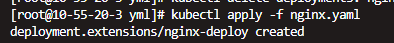 [root@10-55-20-3 yml]# kubectl apply -f nginx.yaml
deployment.extensions/nginx-deploy created